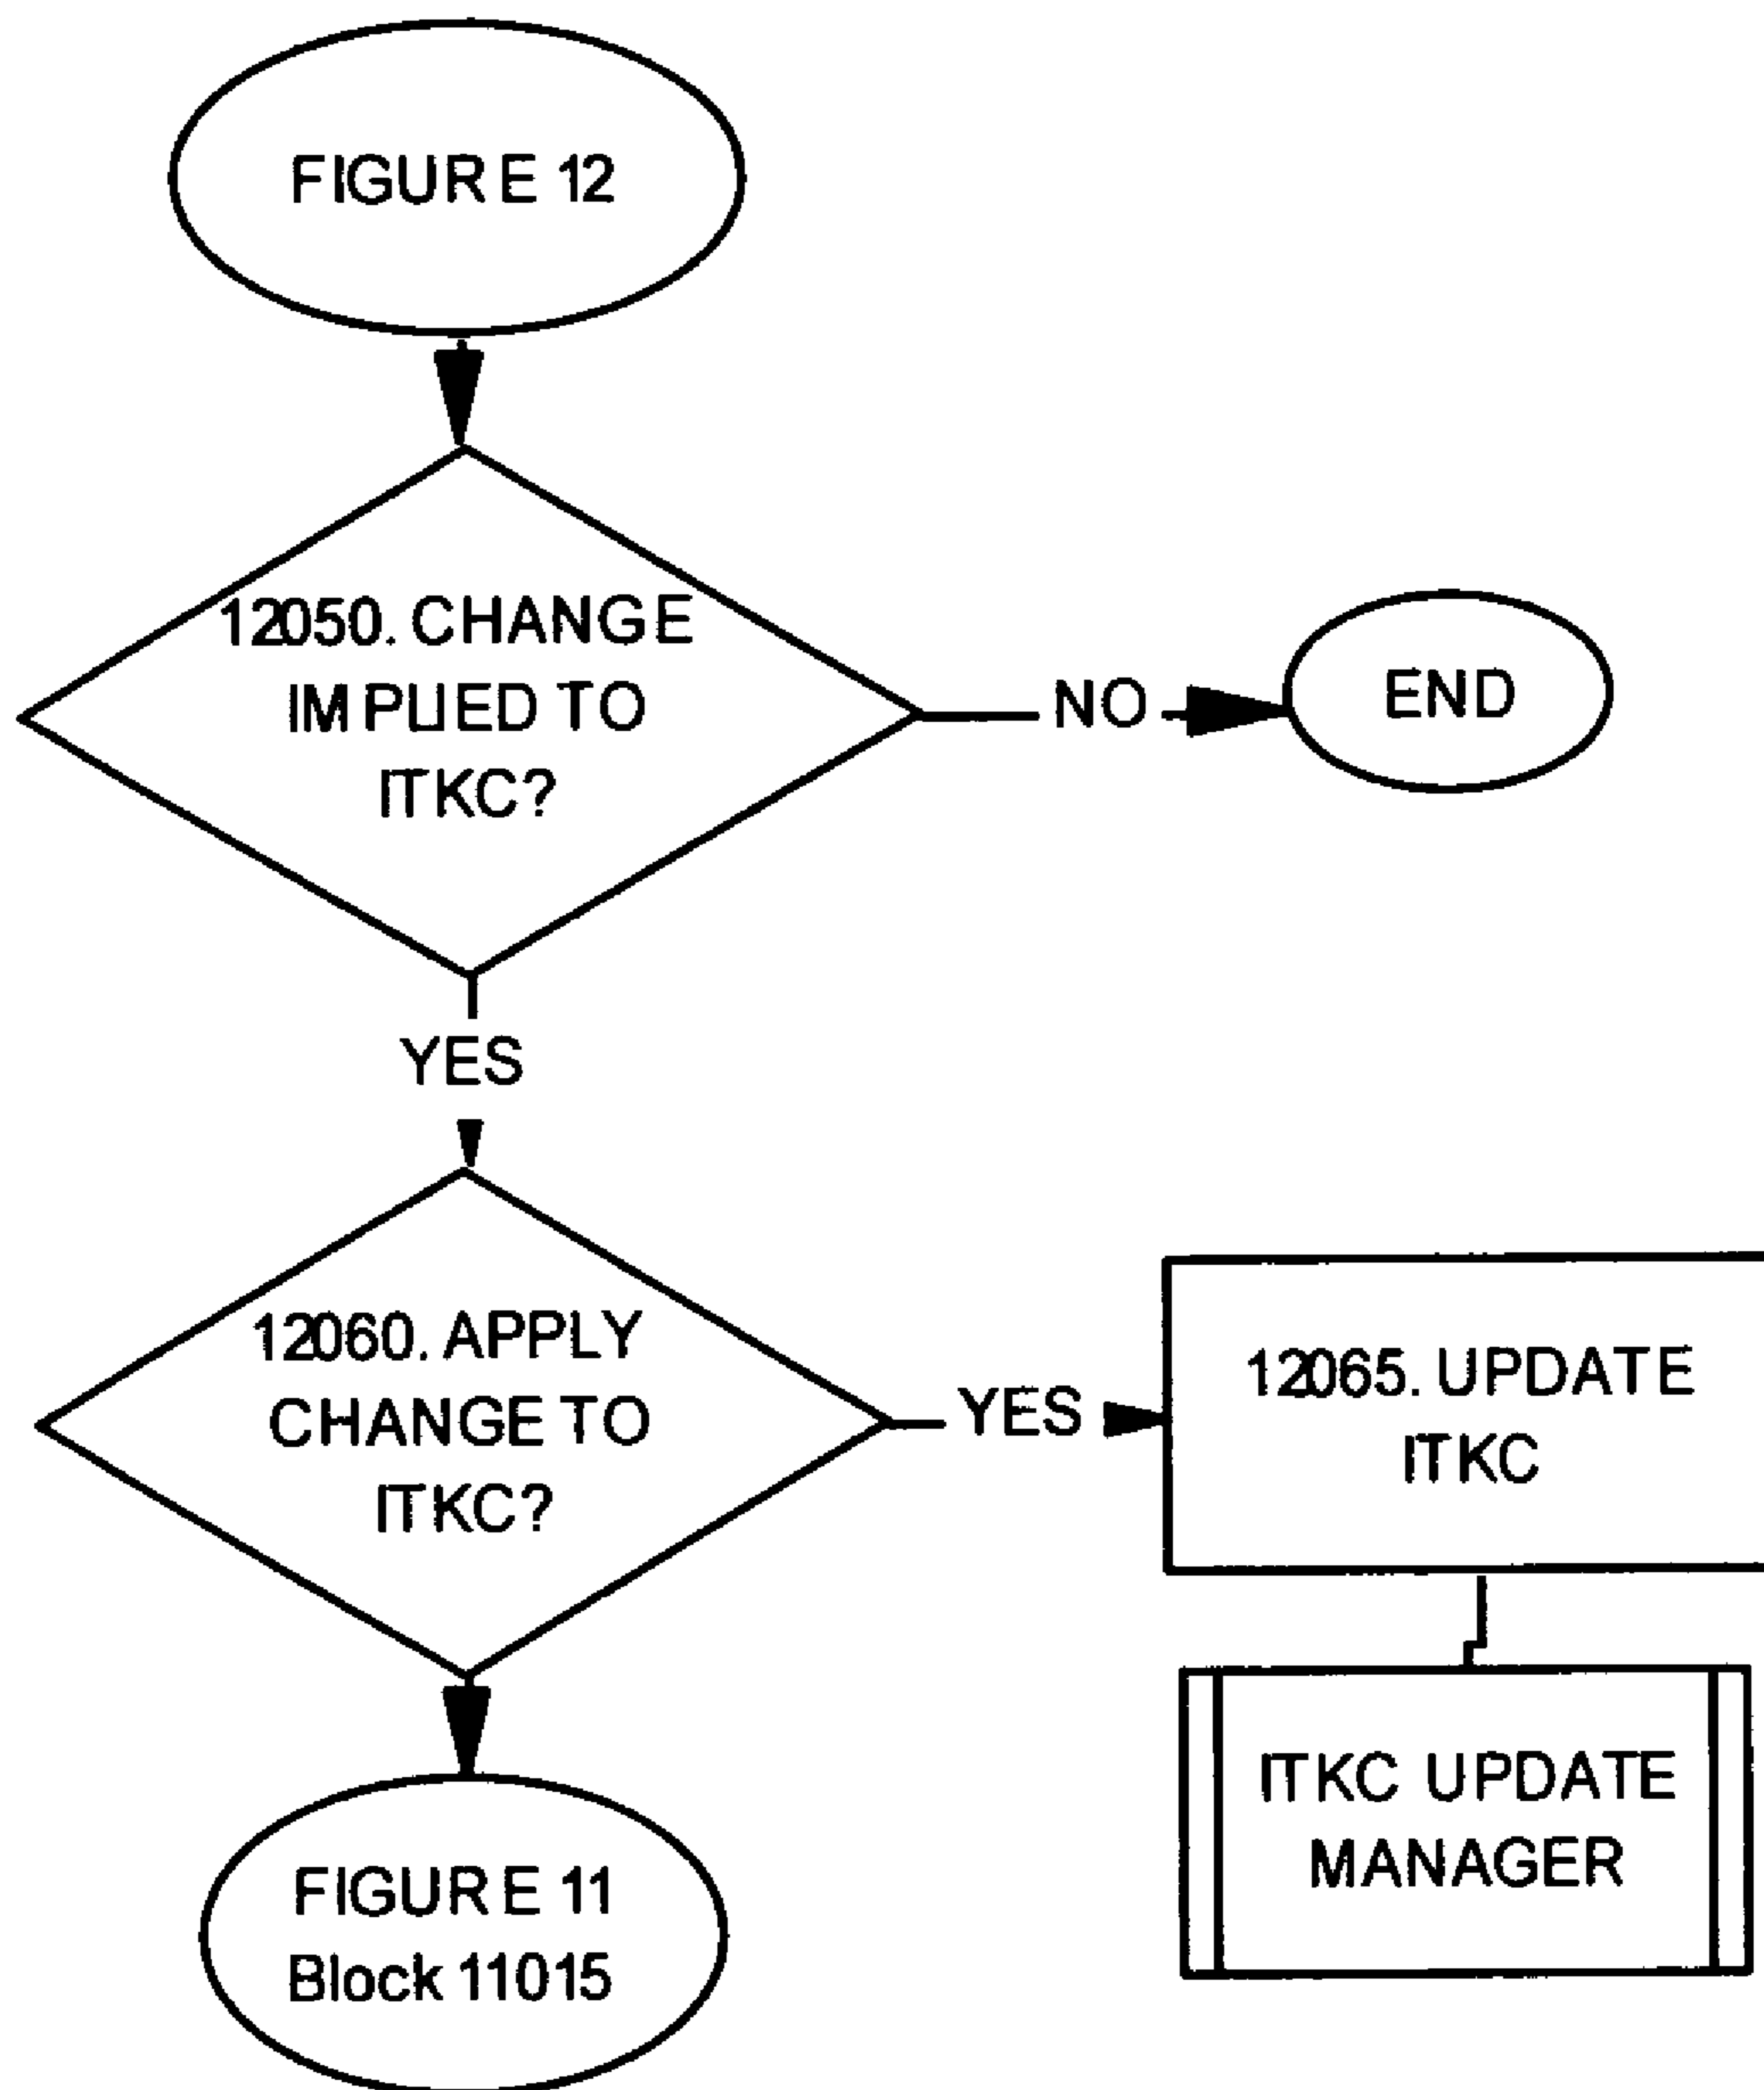 FIGURE 12
12050. CHANGE
IMPLIED TO
ITKC?
NO
END
YES
12060. APPLY
CHANGE TO
ITKC?
YES
12065. UPDATE
ITKC
ITKC UPDATE
MANAGER
FIGURE 11
Block 11015